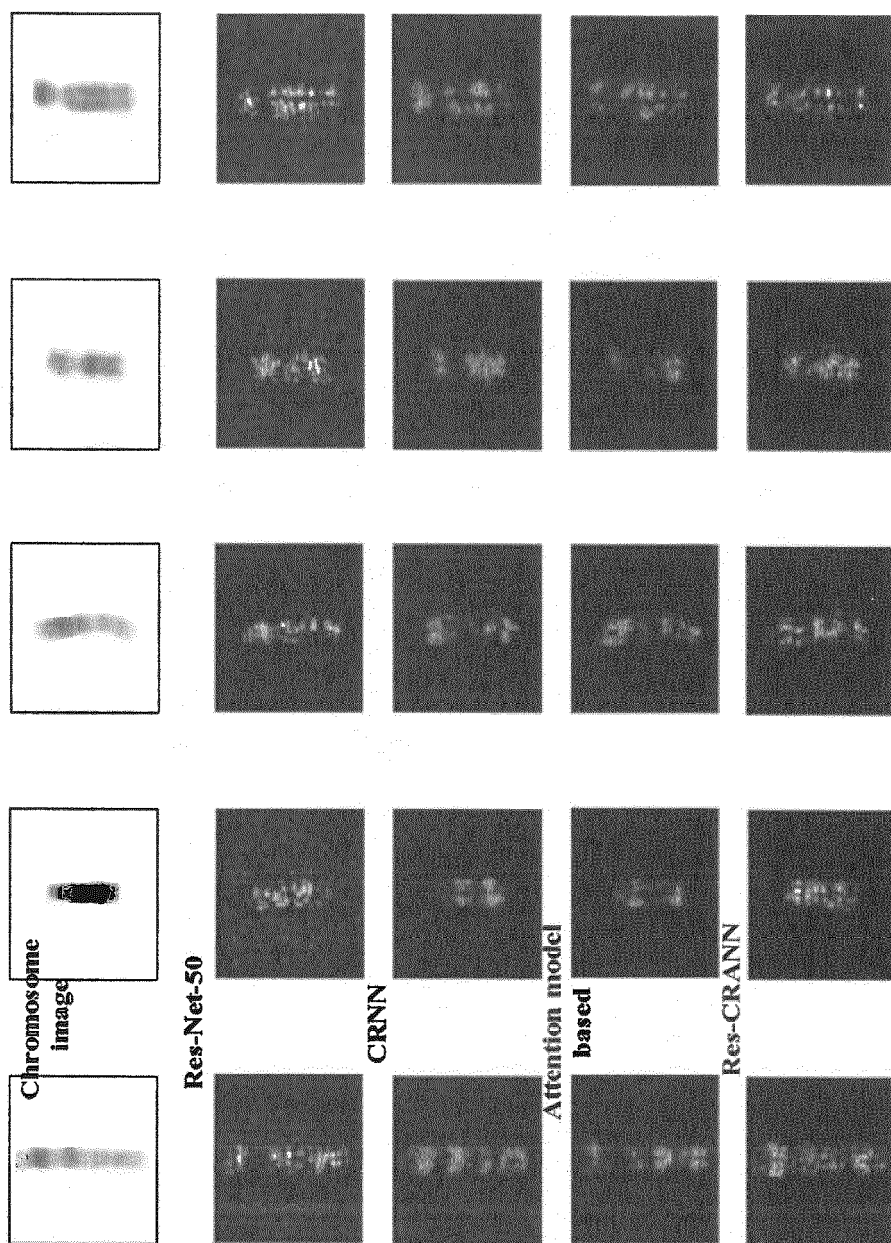 Chromosome
image
Res-Net-50
CRNN
Attention model
based
Res-CRANN